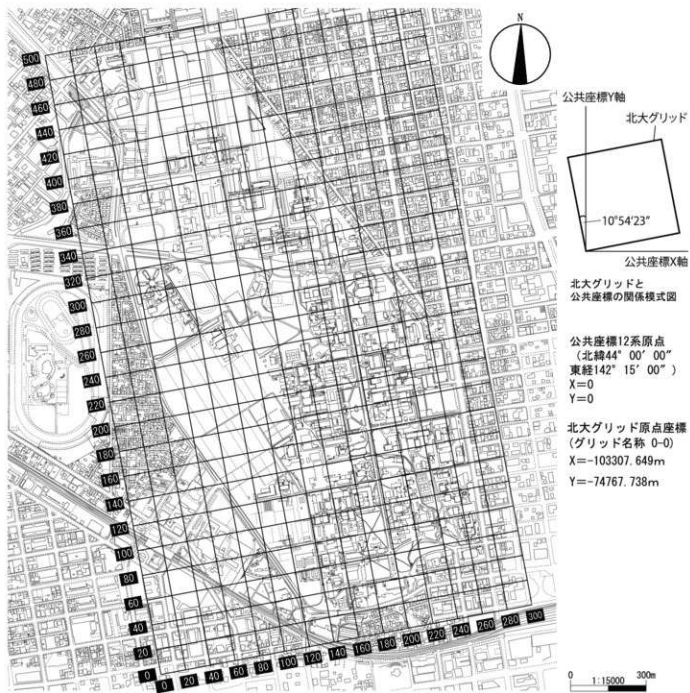 N
500
480
460
440
420
400
380
360
340
320
300
280
260
240
220
200
180
160
140
120
100
80
60
40
20
0
0 20 40 60 80 100 120 140 160 180 200 220 240 260 280 300
公共座標Y軸
北大グリッド
10°54′23″
公共座標X軸
北大グリッドと
公共座標の関係模式図
公共座標12系原点
（北緯44° 00′ 00″
東経142° 15′ 00″ ）
X=0
Y=0
北大グリッド原点座標
(グリッド名称 0-0)
X=-103307.649m
Y=-74767.738m
0 1:15000 300m